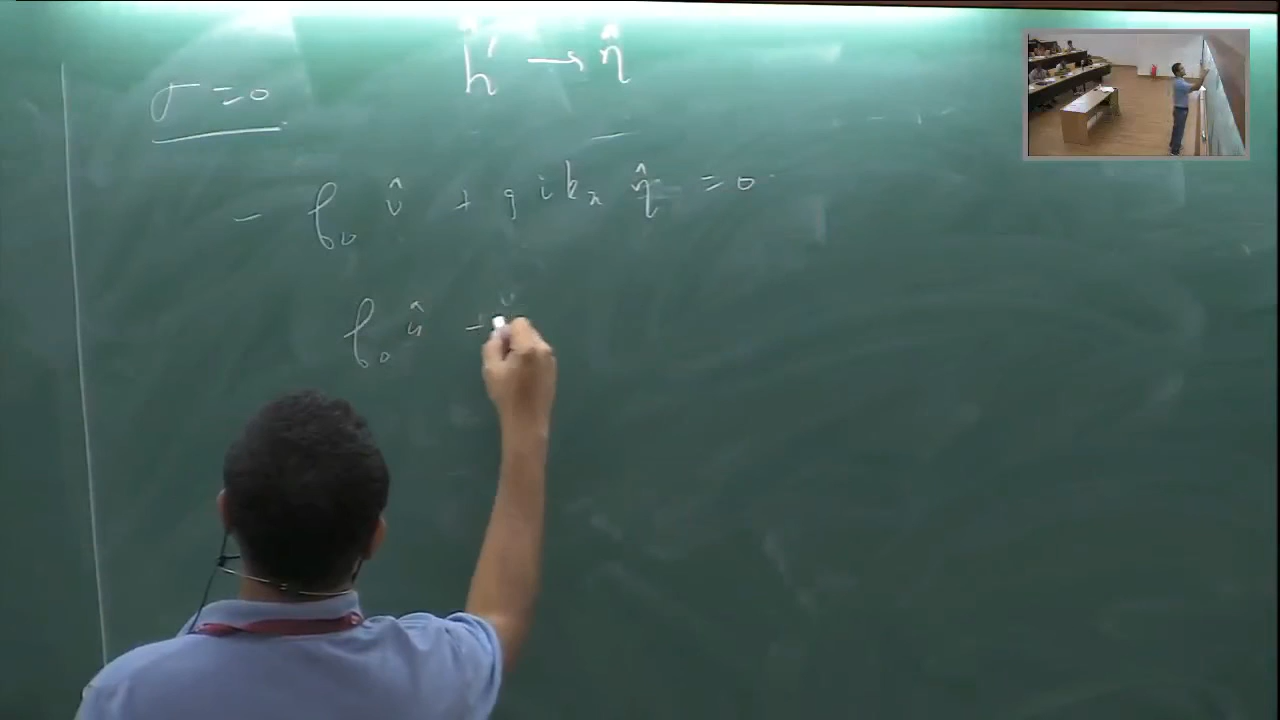 ĥ' → η̂
σ = 0
- f₀ v̂ + g i kₓ η̂ = 0
f₀ û +